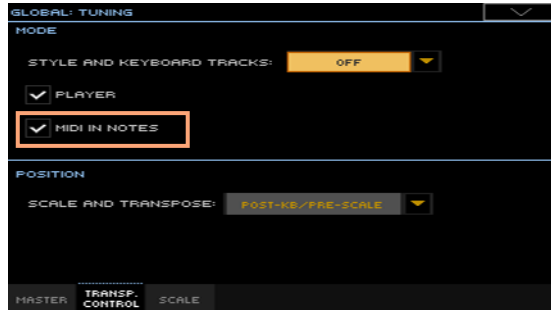 GLOBAL: TUNING
MODE
STYLE AND KEYBOARD TRACKS: OFF
PLAYER
MIDI IN NOTES
POSITION
SCALE AND TRANSPOSE: POST-KB/PRE-SCALE
MASTER TRANSP. CONTROL SCALE